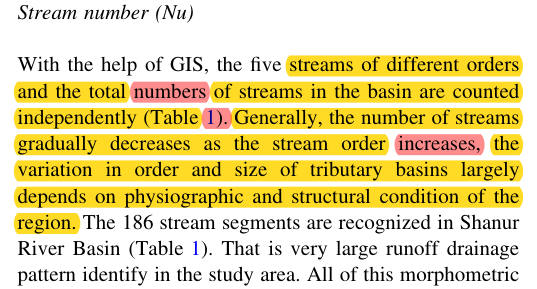 Stream number (Nu)
With the help of GIS, the five streams of different orders
and the total numbers of streams in the basin are counted
independently (Table 1). Generally, the number of streams
gradually decreases as the stream order increases, the
variation in order and size of tributary basins largely
depends on physiographic and structural condition of the
region. The 186 stream segments are recognized in Shanur
River Basin (Table 1). That is very large runoff drainage
pattern identify in the study area. All of this morphometric